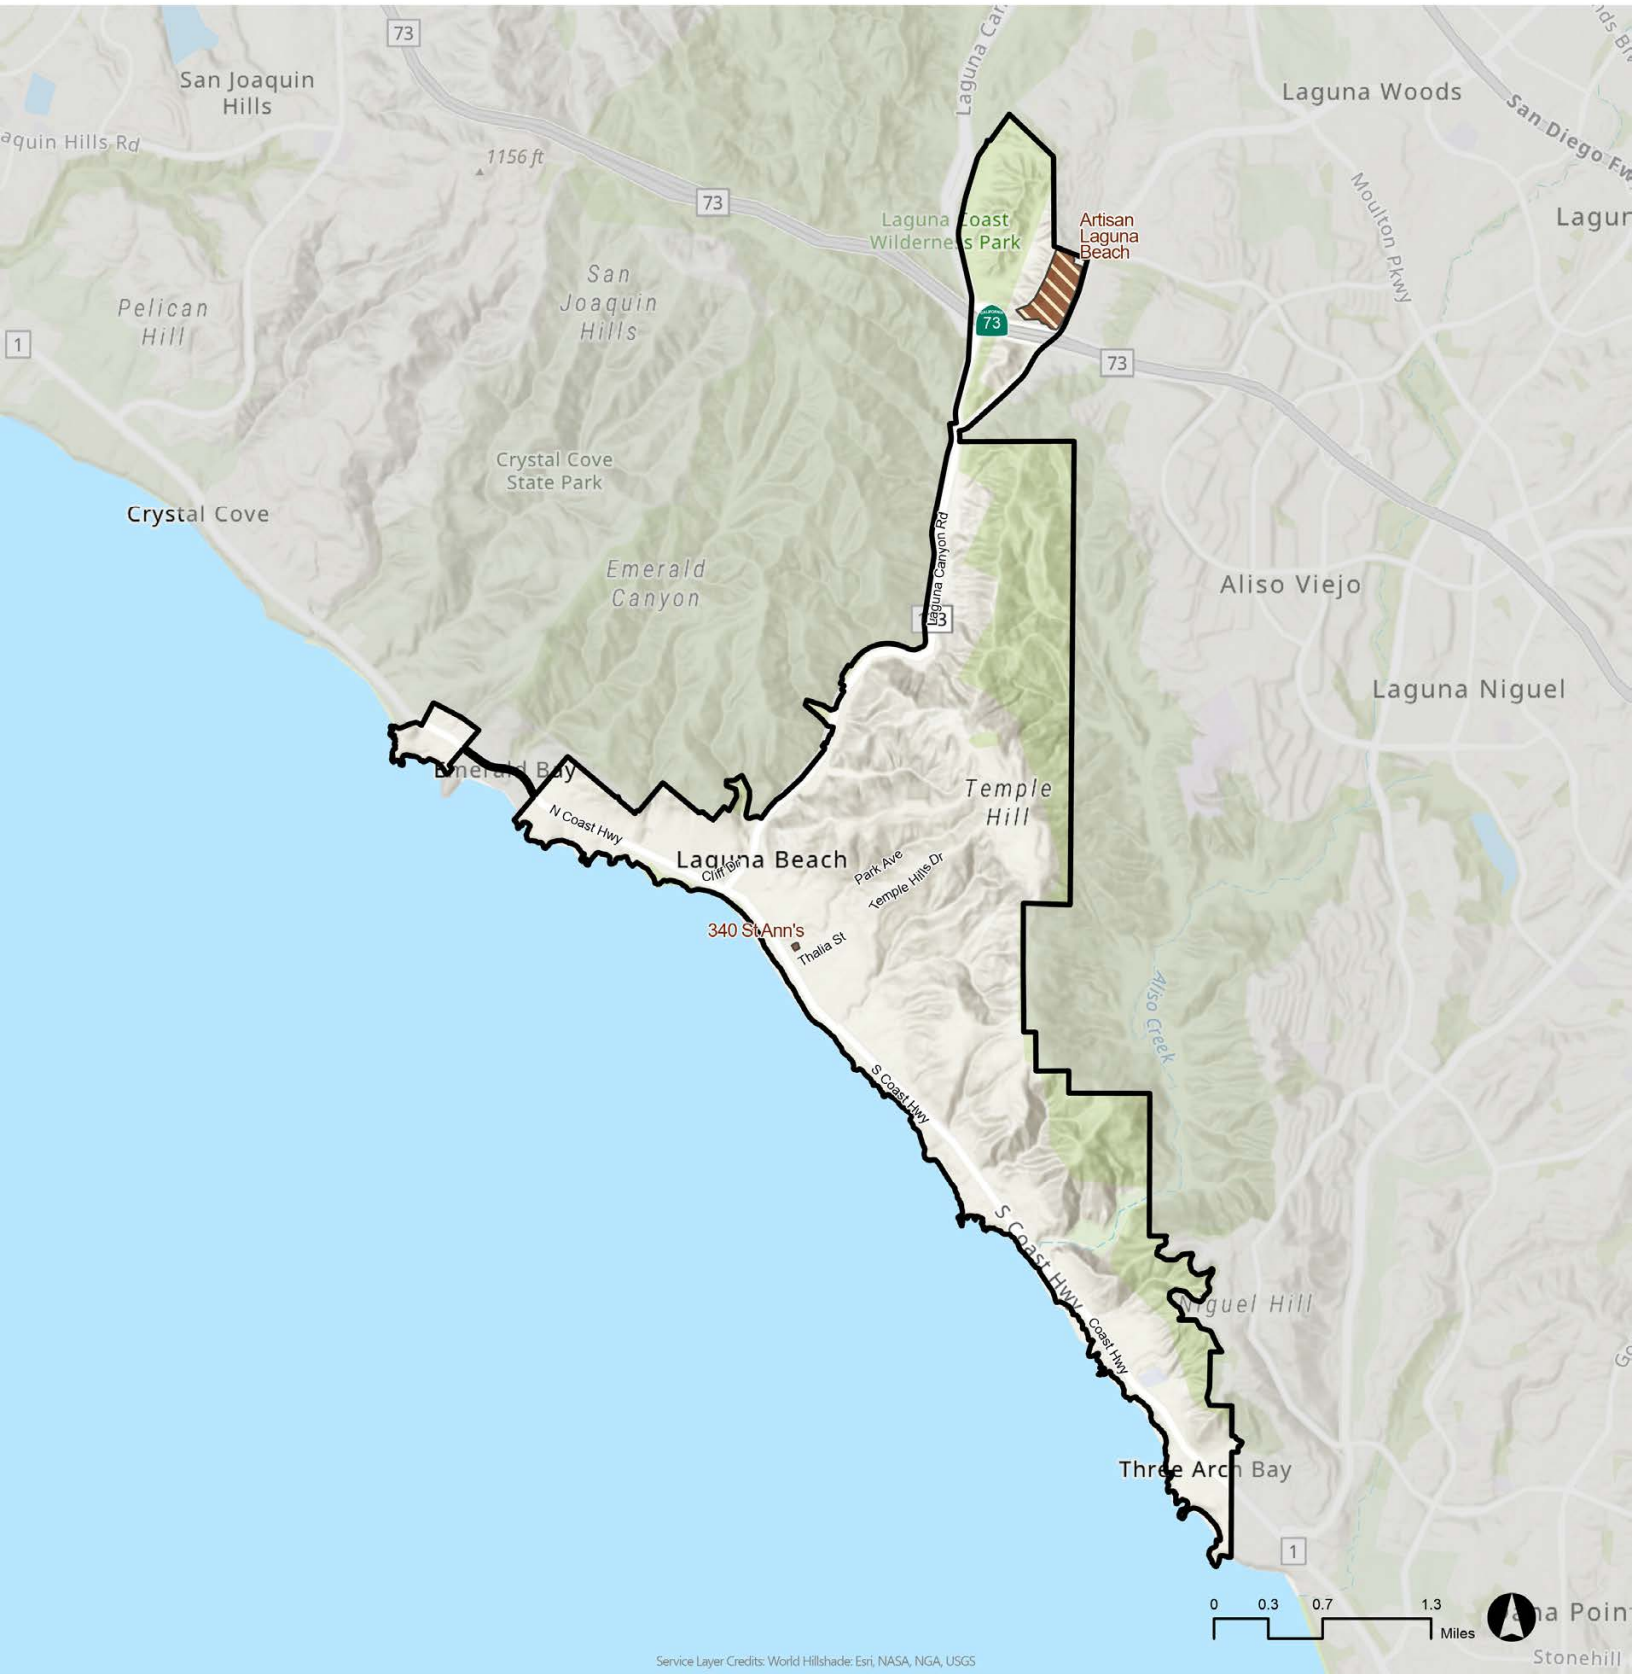 73
San Joaquin
Hills
Laguna Woods
San Diego Fw
aquin Hills Rd
1156 ft
Moulton Pkwy
73
Laguna Coast
Wilderness Park
Artisan
Laguna
Beach
Lagun
San
Joaquin
Hills
Pelican
Hill
CALIFORNIA
73
1
73
Crystal Cove
State Park
Crystal Cove
Laguna Canyon Rd
Emerald
Canyon
Aliso Viejo
Laguna Niguel
Emerald Bay
Temple
Hill
N Coast Hwy
Laguna Beach
Cliff Dr
Park Ave
Temple Hills Dr
340 St Ann's
Thalia St
Aliso Creek
S Coast Hwy
S Coast Hwy
Niguel Hill
Coast Hwy
Three Arch Bay
1
0 0.3 0.7 1.3
Miles
Dana Poin
Stonehill
Service Layer Credits: World Hillshade: Esri, NASA, NGA, USGS